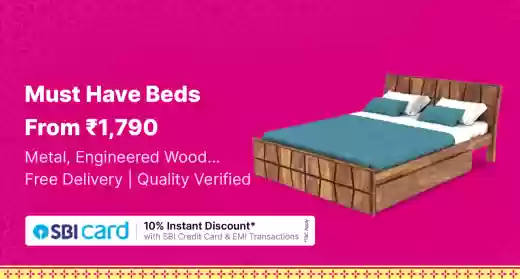 Must Have Beds
From ₹1,790
Metal, Engineered Wood...
Free Delivery | Quality Verified
SBI card
10% Instant Discount*
with SBI Credit Card & EMI Transactions
*T&C Apply